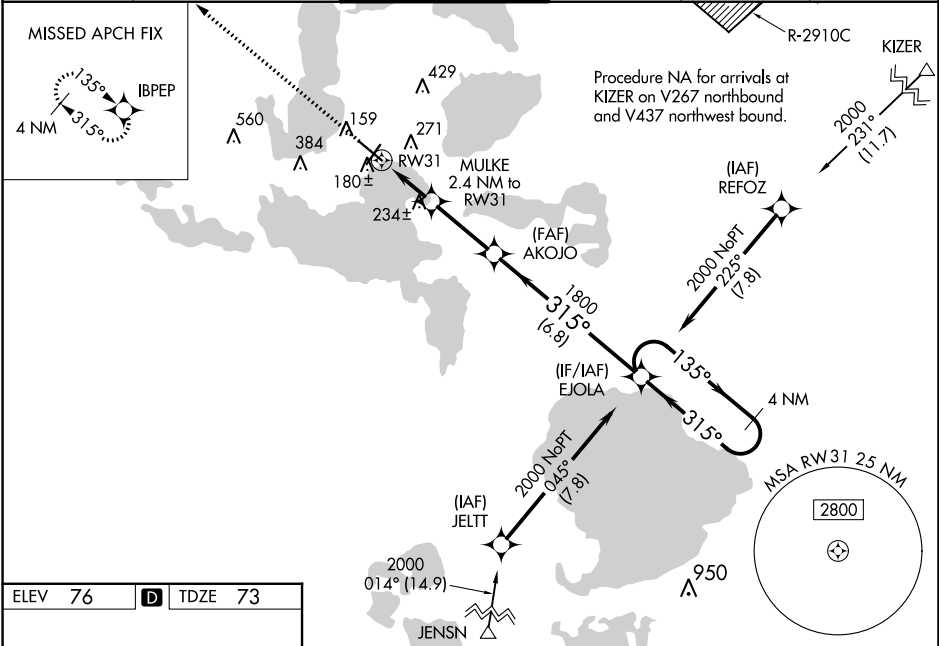 MISSED APCH FIX
135°
IBPEP
4 NM
315°
R-2910C
KIZER
Procedure NA for arrivals at
KIZER on V267 northbound
and V437 northwest bound.
2000
231°
(11.7)
429
560
159
384
271
RW31
180±
234±
MULKE
2.4 NM to
RW31
(IAF)
REFOZ
(FAF)
AKOJO
2000 NoPT
225°
(7.8)
1800
315°
(6.8)
(IF/IAF)
EJOLA
135°
4 NM
315°
2000 NoPT
045°
(7.8)
(IAF)
JELTT
MSA RW31 25 NM
2800
2000
014° (14.9)
950
JENSN
ELEV 76 D TDZE 73